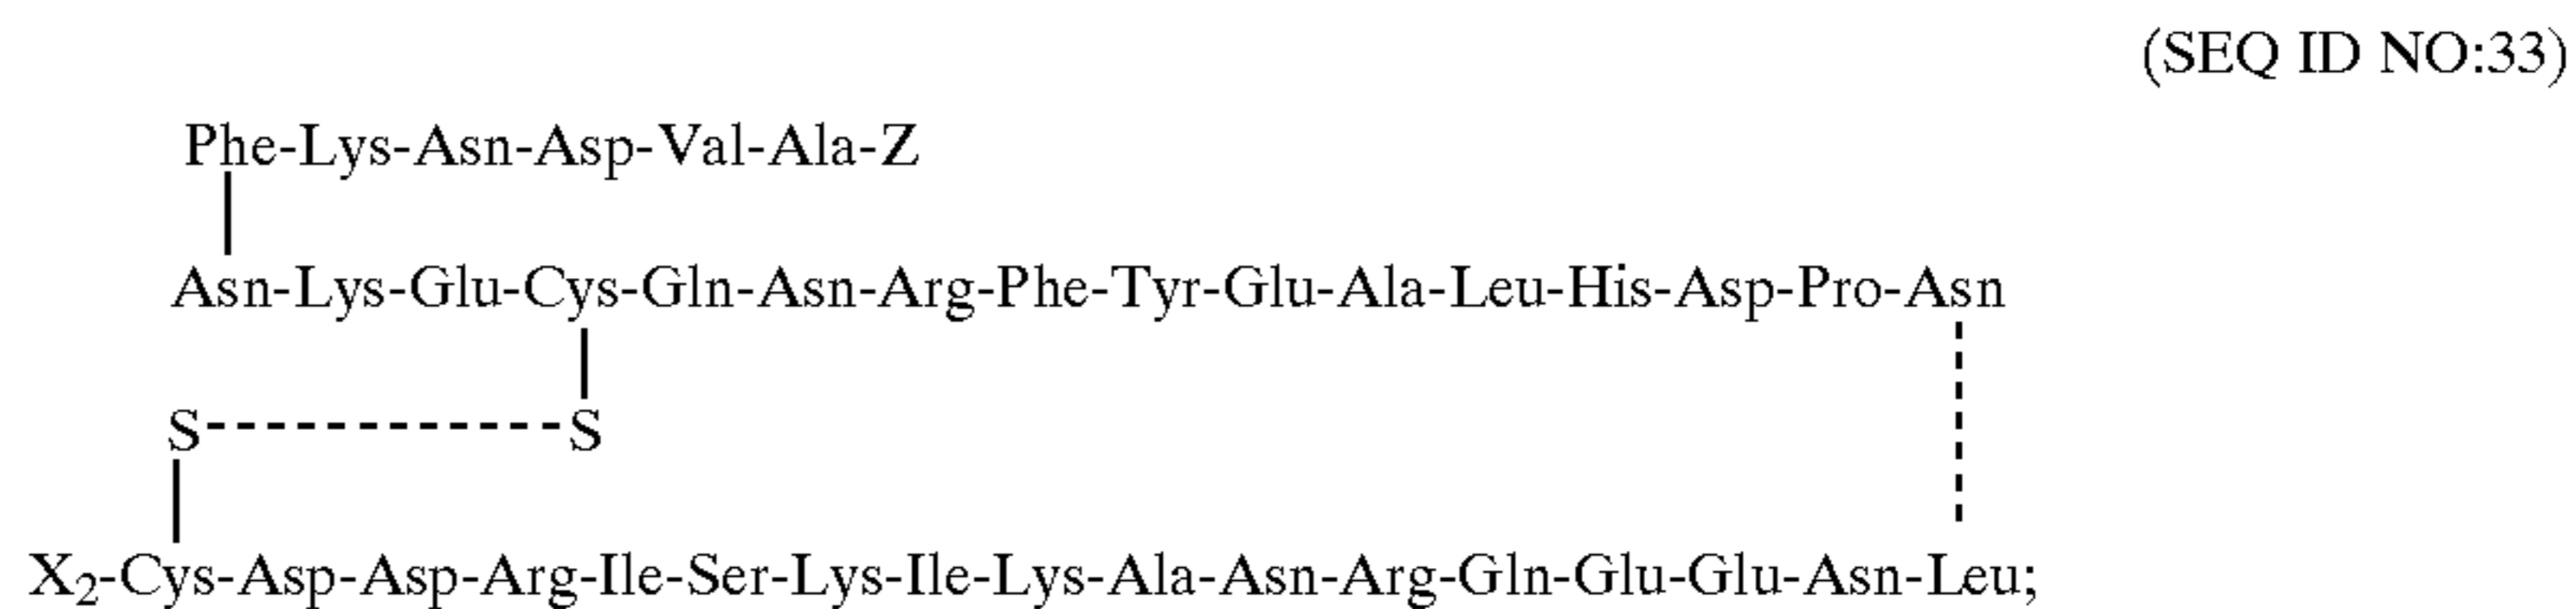 (SEQ ID NO:33)
Phe-Lys-Asn-Asp-Val-Ala-Z
Asn-Lys-Glu-Cys-Gln-Asn-Arg-Phe-Tyr-Glu-Ala-Leu-His-Asp-Pro-Asn
S S
X₂-Cys-Asp-Asp-Arg-Ile-Ser-Lys-Ile-Lys-Ala-Asn-Arg-Gln-Glu-Glu-Asn-Leu;